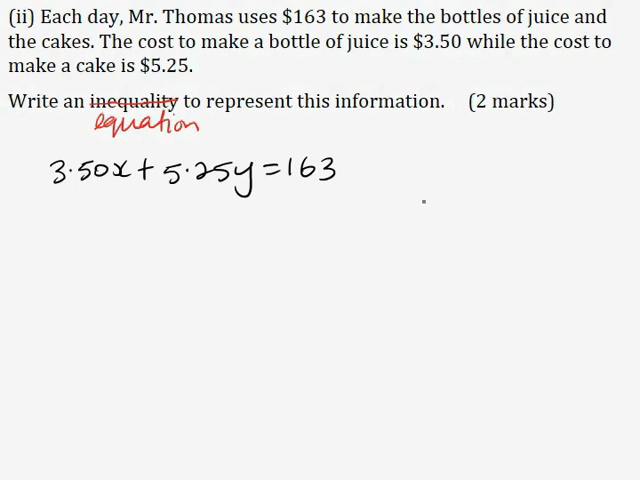 (ii) Each day, Mr. Thomas uses $163 to make the bottles of juice and
the cakes. The cost to make a bottle of juice is $3.50 while the cost to
make a cake is $5.25.
Write an inequality to represent this information. (2 marks)
equation
3.50x + 5.25y = 163